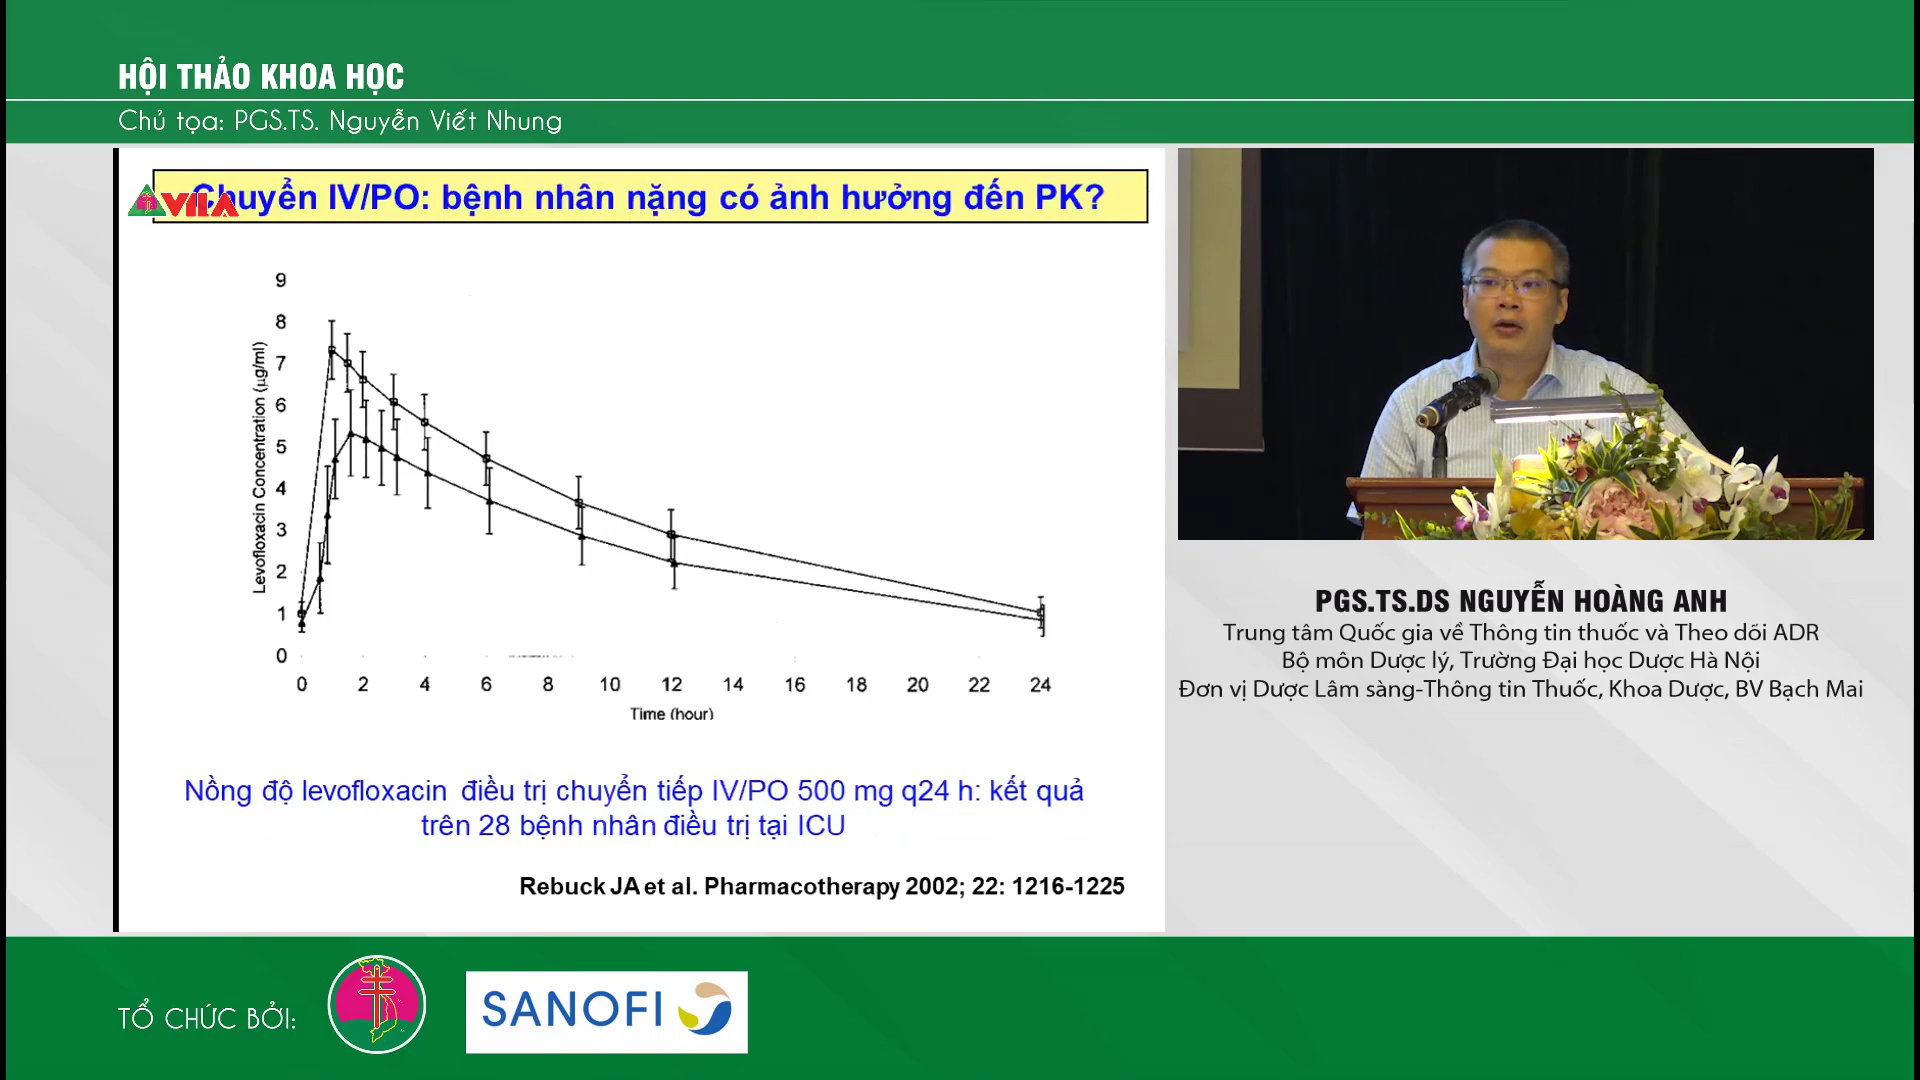 HỘI THẢO KHOA HỌC
Chủ tọa: PGS.TS. Nguyễn Viết Nhung
Chuyển IV/PO: bệnh nhân nặng có ảnh hưởng đến PK?
9
8
7
6
5
4
3
2
1
0
Levofloxacin Concentration (µg/ml)
0 2 4 6 8 10 12 14 16 18 20 22 24
Time (hour)
Nồng độ levofloxacin điều trị chuyển tiếp IV/PO 500 mg q24 h: kết quả
trên 28 bệnh nhân điều trị tại ICU
Rebuck JA et al. Pharmacotherapy 2002; 22: 1216-1225
PGS.TS.DS NGUYỄN HOÀNG ANH
Trung tâm Quốc gia về Thông tin thuốc và Theo dõi ADR
Bộ môn Dược lý, Trường Đại học Dược Hà Nội
Đơn vị Dược Lâm sàng-Thông tin Thuốc, Khoa Dược, BV Bạch Mai
TỔ CHỨC BỞI:
SANOFI